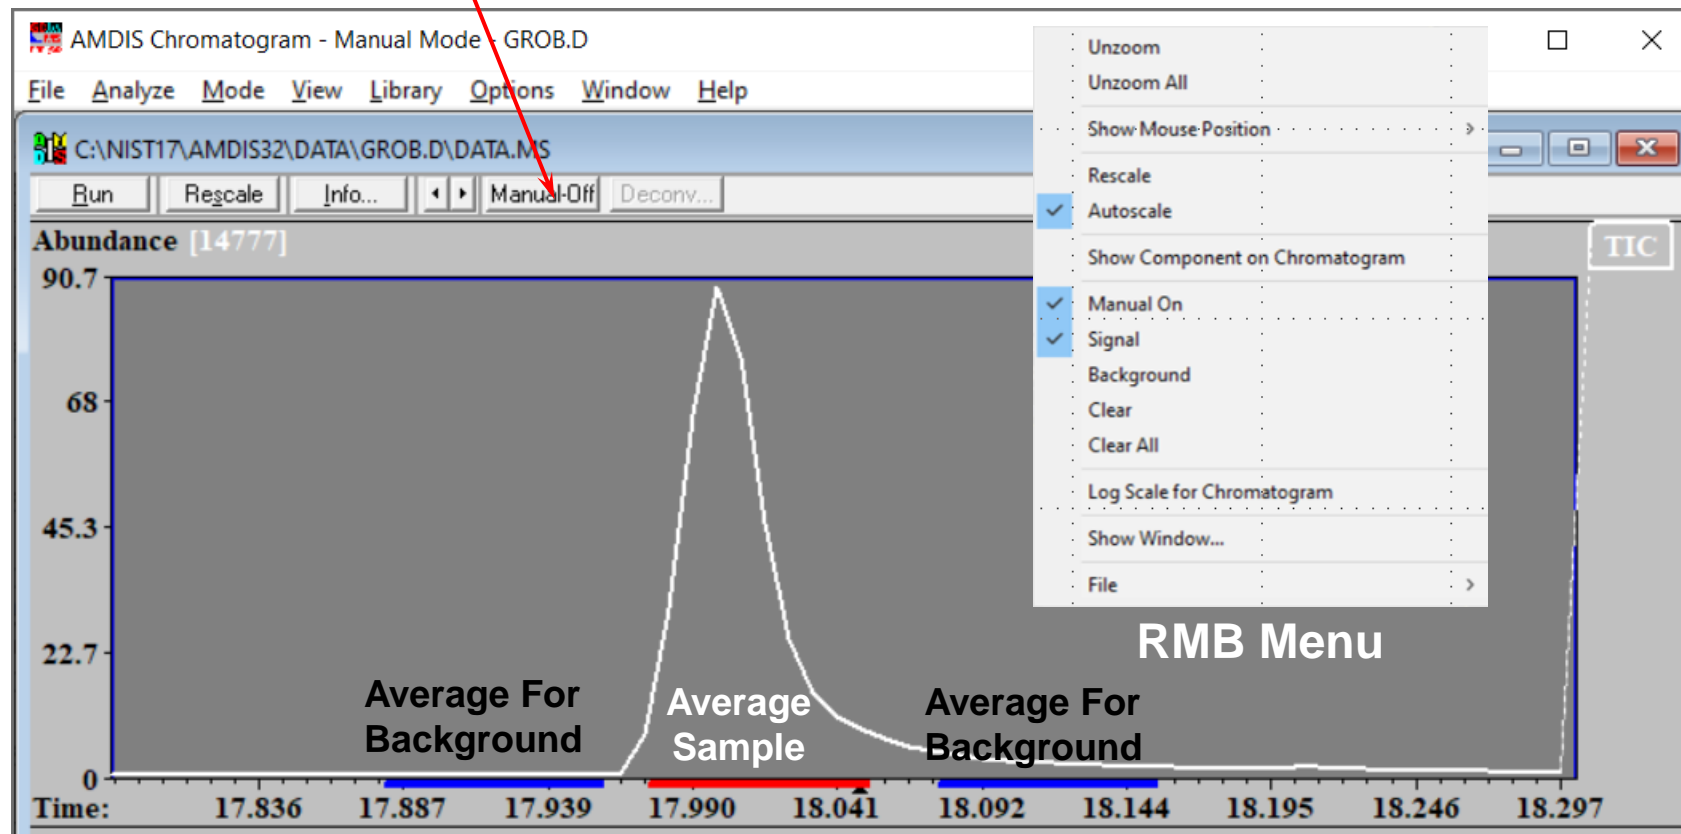 AMDIS Chromatogram - Manual Mode - GROB.D
File Analyze Mode View Library Options Window Help
C:\NIST17\AMDIS32\DATA\GROB.D\DATA.MS
Run Rescale Info... Manual-Off Deconv...
Abundance [14777]
TIC
90.7
68
45.3
22.7
0
Unzoom
Unzoom All
Show Mouse Position
Rescale
Autoscale
Show Component on Chromatogram
Manual On
Signal
Background
Clear
Clear All
Log Scale for Chromatogram
Show Window...
File
RMB Menu
Average For
Background
Average
Sample
Average For
Background
Time: 17.836 17.887 17.939 17.990 18.041 18.092 18.144 18.195 18.246 18.297